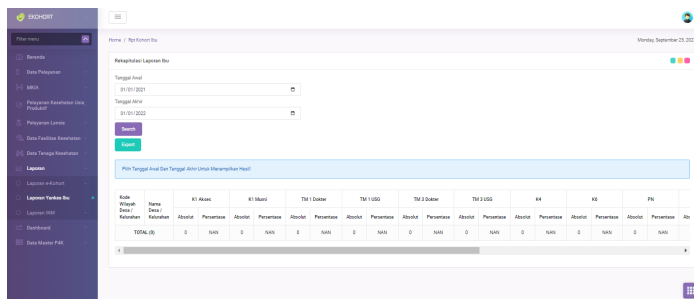 EKOHORT
Filter menu
Home / Rpt Kohort Ibu
Monday, September 25, 202
Beranda
Data Pelayanan
MBKA
Pelayanan Kesehatan Usia
Produktif
Pelayanan Lansia
Data Fasilitas Kesehatan
Data Tenaga Kesehatan
Laporan
Laporan e-Kohort
Laporan Yankes Ibu
Laporan WM
Dashboard
Data Master P4K
Rekapitulasi Laporan Ibu
Tanggal Awal
01/01/2021
Tanggal Akhir
01/01/2022
Search
Export
Pilih Tanggal Awal Dan Tanggal Akhir Untuk Menampilkan Hasil!
Kode Wilayah Desa / Kelurahan Nama Desa / Kelurahan K1 Akses K1 Murni TM 1 Dokter TM 1 USG TM 3 Dokter TM 3 USG K4 K6 PN
Absolut Persentase Absolut Persentase Absolut Persentase Absolut Persentase Absolut Persentase Absolut Persentase Absolut Persentase Absolut Persentase Absolut Persentase Ab
TOTAL (0) 0 NAN 0 NAN 0 NAN 0 NAN 0 NAN 0 NAN 0 NAN 0 NAN 0 NAN 0